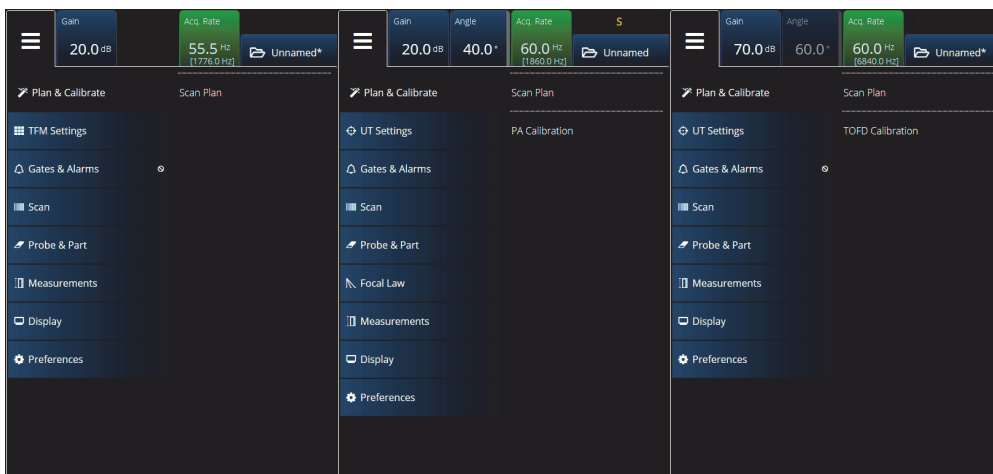 Gain
20.0 dB
Acq. Rate
55.5 Hz
[1776.0 Hz]
Unnamed*
Plan & Calibrate
Scan Plan
TFM Settings
Gates & Alarms
Scan
Probe & Part
Measurements
Display
Preferences
Gain
20.0 dB
Angle
40.0 °
Acq. Rate
60.0 Hz
[1860.0 Hz]
S
Unnamed
Plan & Calibrate
Scan Plan
UT Settings
PA Calibration
Gates & Alarms
Scan
Probe & Part
Focal Law
Measurements
Display
Preferences
Gain
70.0 dB
Angle
60.0 °
Acq. Rate
60.0 Hz
[6840.0 Hz]
Unnamed*
Plan & Calibrate
Scan Plan
UT Settings
TOFD Calibration
Gates & Alarms
Scan
Probe & Part
Measurements
Display
Preferences